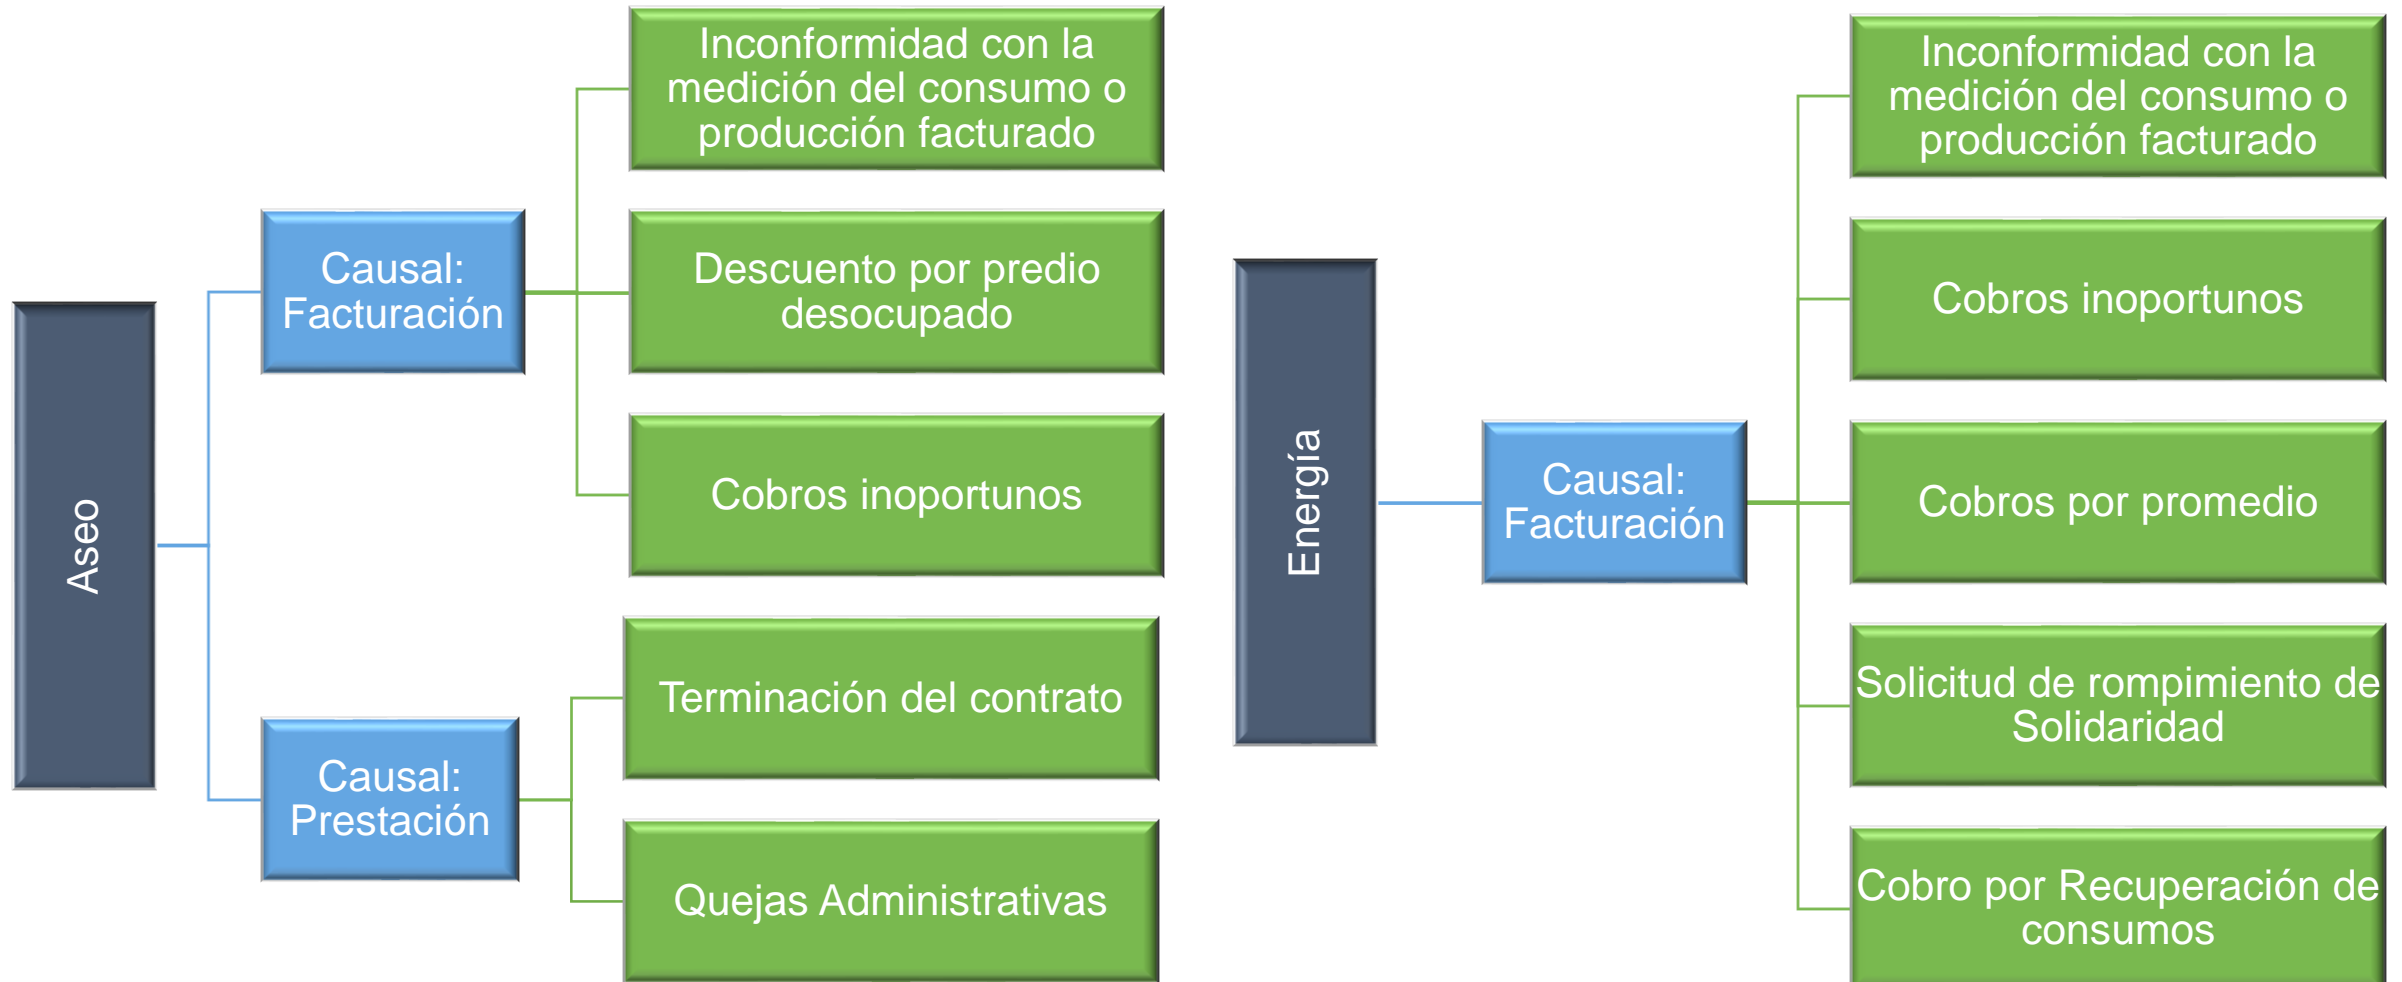 Aseo
Causal:
Facturación
Inconformidad con la
medición del consumo o
producción facturado
Descuento por predio
desocupado
Cobros inoportunos
Causal:
Prestación
Terminación del contrato
Quejas Administrativas
Energía
Causal:
Facturación
Inconformidad con la
medición del consumo o
producción facturado
Cobros inoportunos
Cobros por promedio
Solicitud de rompimiento de
Solidaridad
Cobro por Recuperación de
consumos